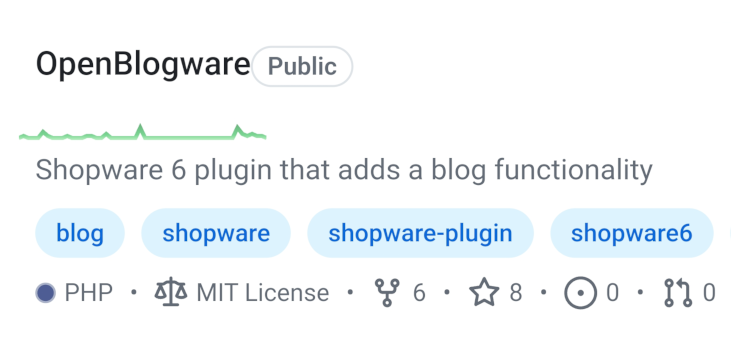 OpenBlogware Public
Shopware 6 plugin that adds a blog functionality
blog shopware shopware-plugin shopware6
PHP • MIT License • 6 • 8 • 0 • 0